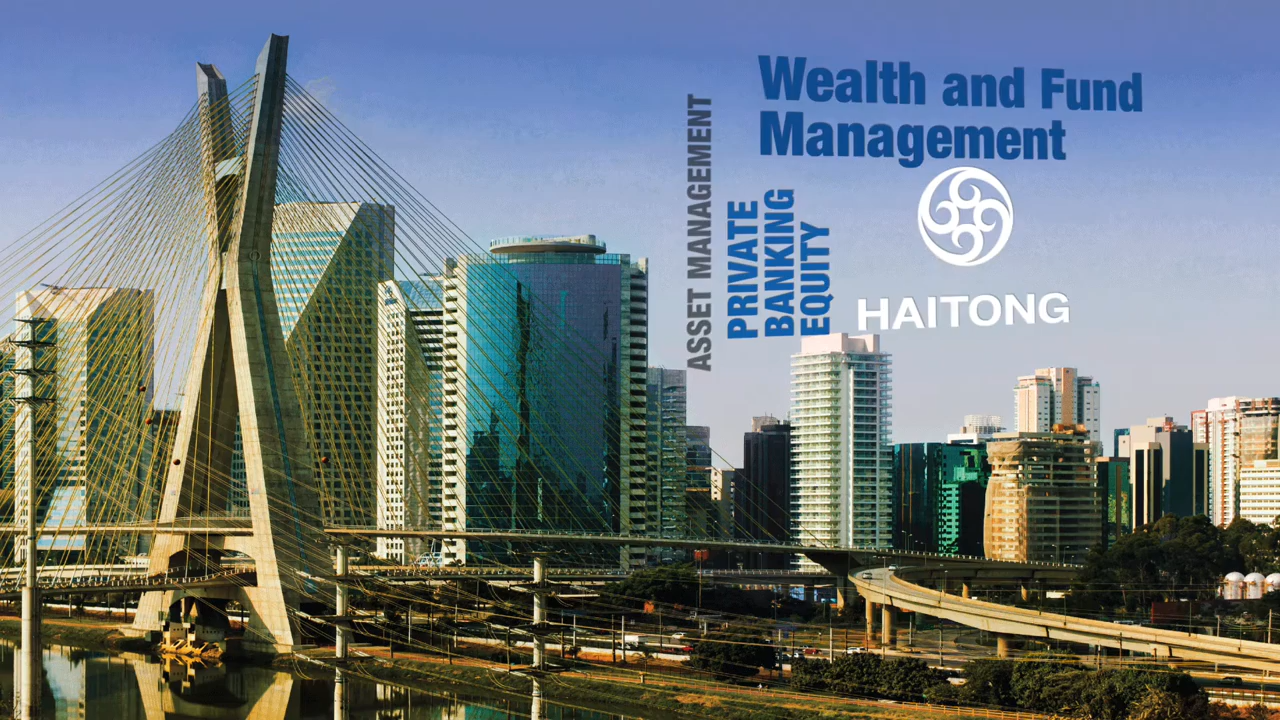 Wealth and Fund
Management
ASSET MANAGEMENT
PRIVATE
BANKING
EQUITY
HAITONG